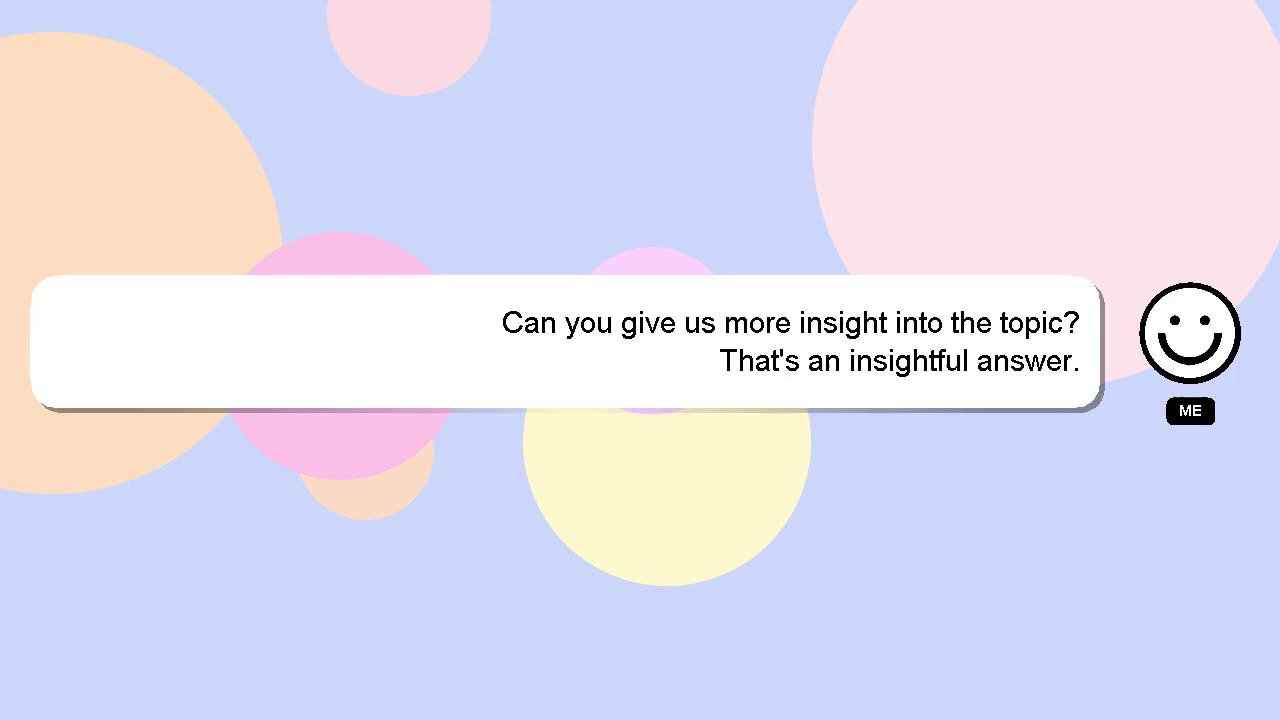 Can you give us more insight into the topic?
That's an insightful answer.
ME